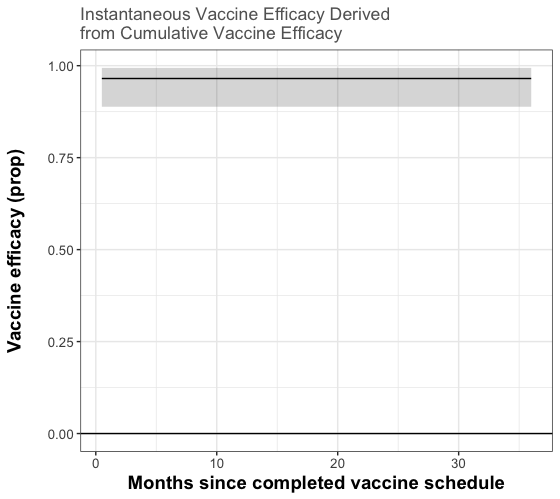 Instantaneous Vaccine Efficacy Derived
from Cumulative Vaccine Efficacy
Vaccine efficacy (prop)
1.00
0.75
0.50
0.25
0.00
0 10 20 30
Months since completed vaccine schedule